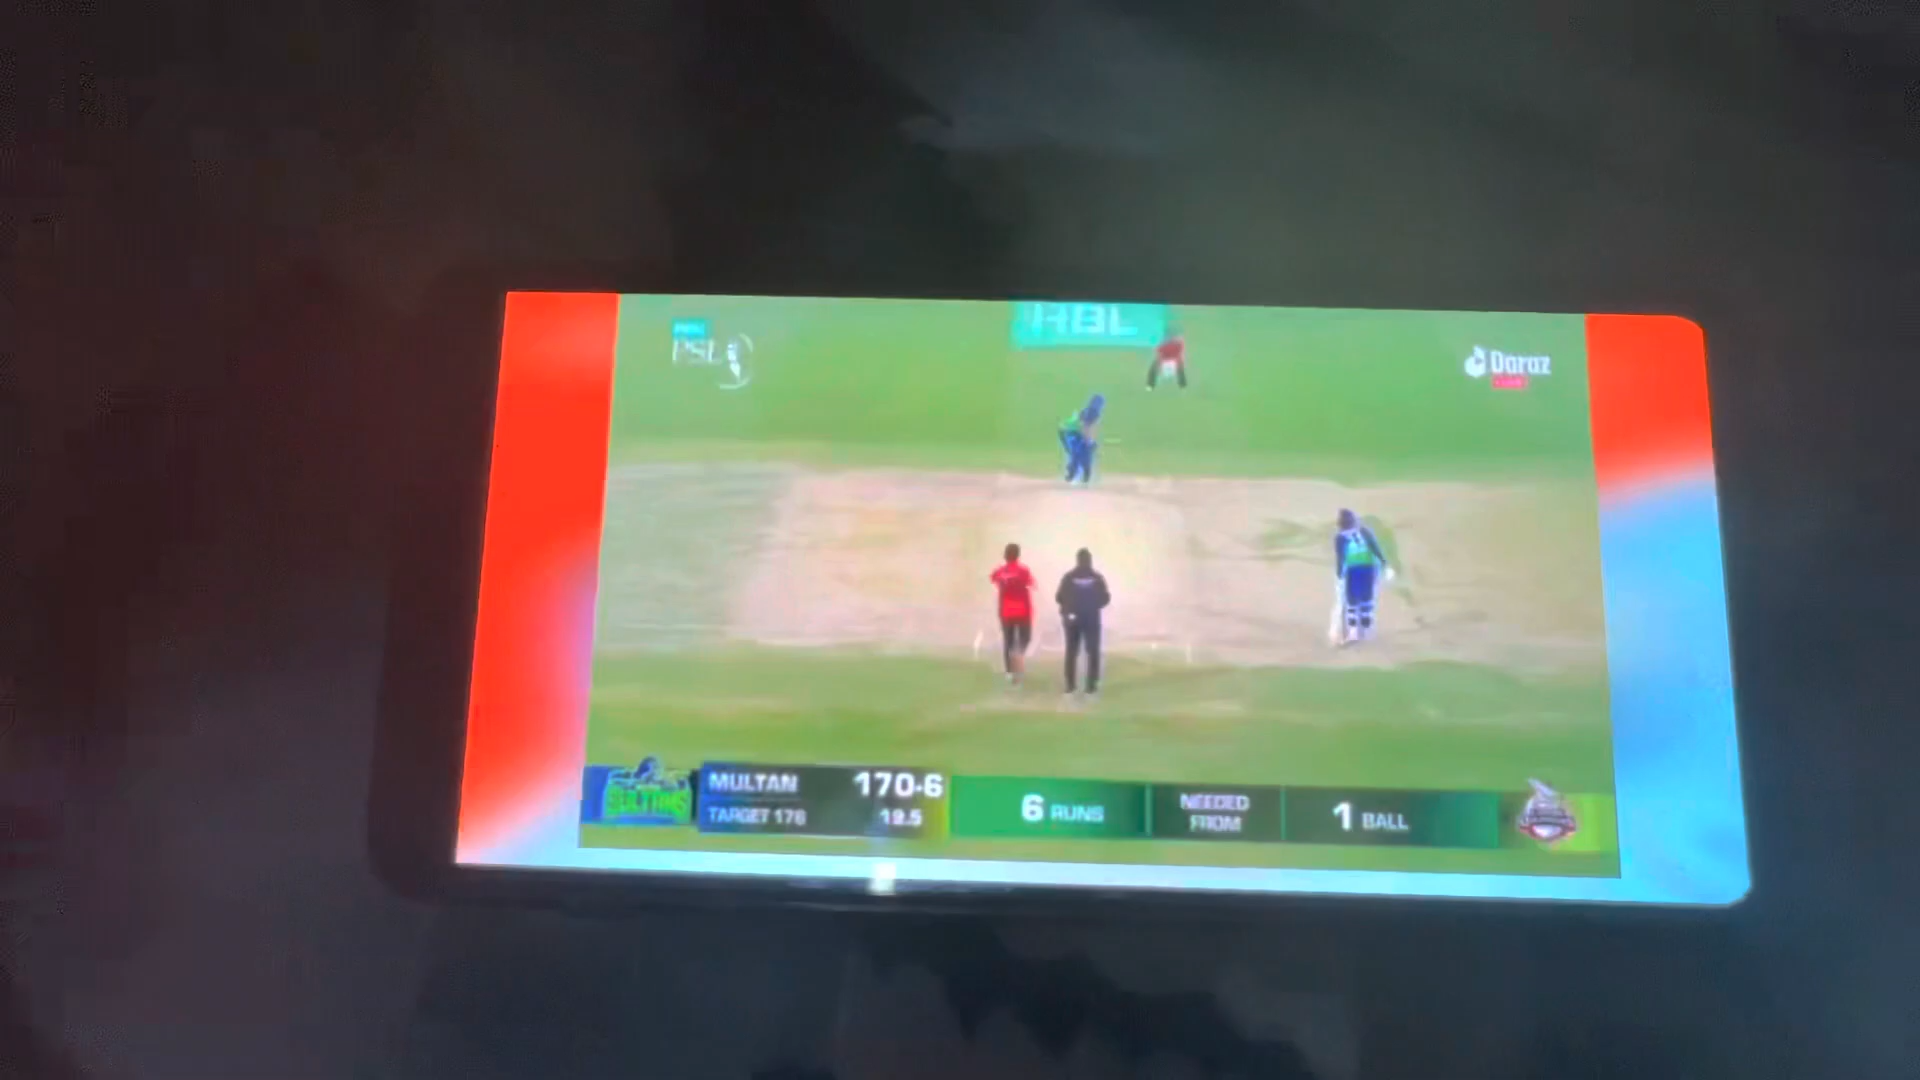 HBL
PSL
Daraz
SULTANS
MULTAN 170-6
TARGET 176 19.5
6 RUNS
NEEDED FROM
1 BALL